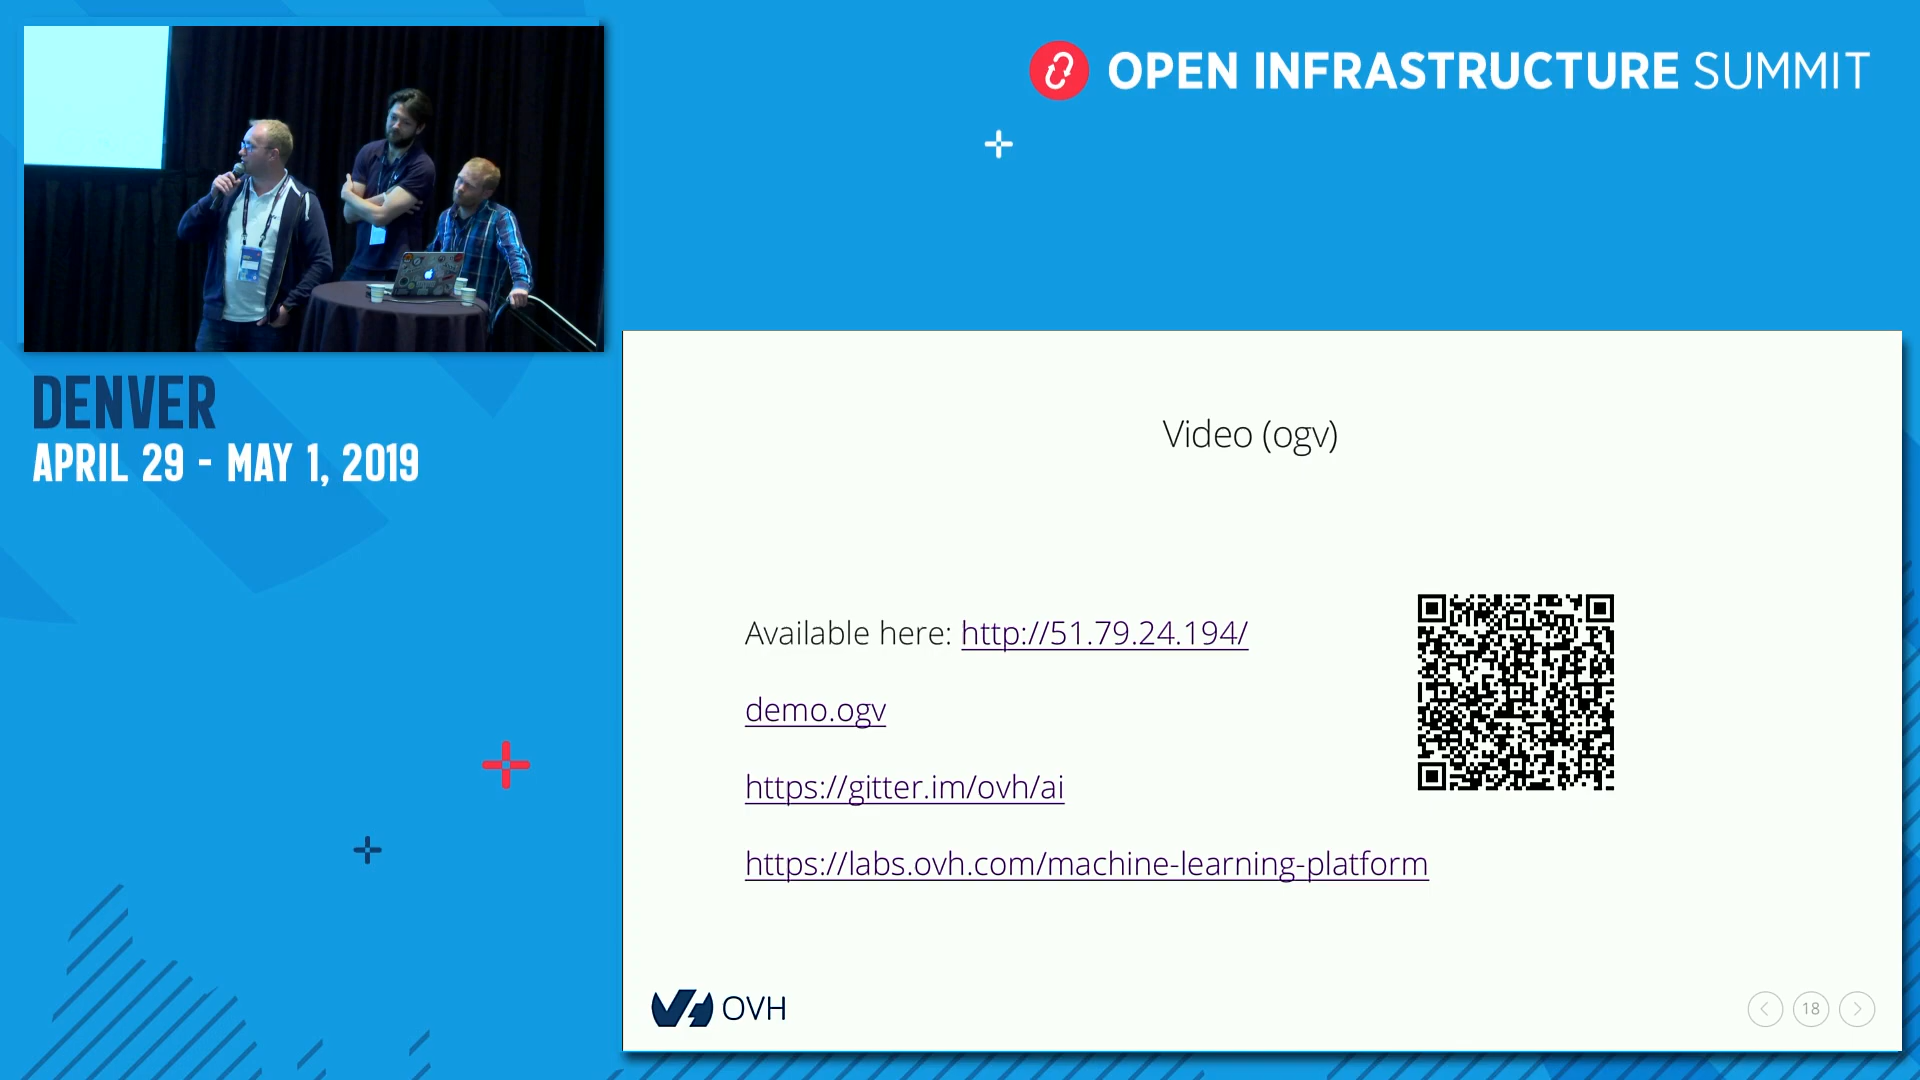 OPEN INFRASTRUCTURE SUMMIT
DENVER
APRIL 29 - MAY 1, 2019
Video (ogv)
Available here: http://51.79.24.194/
demo.ogv
https://gitter.im/ovh/ai
https://labs.ovh.com/machine-learning-platform
OVH
18